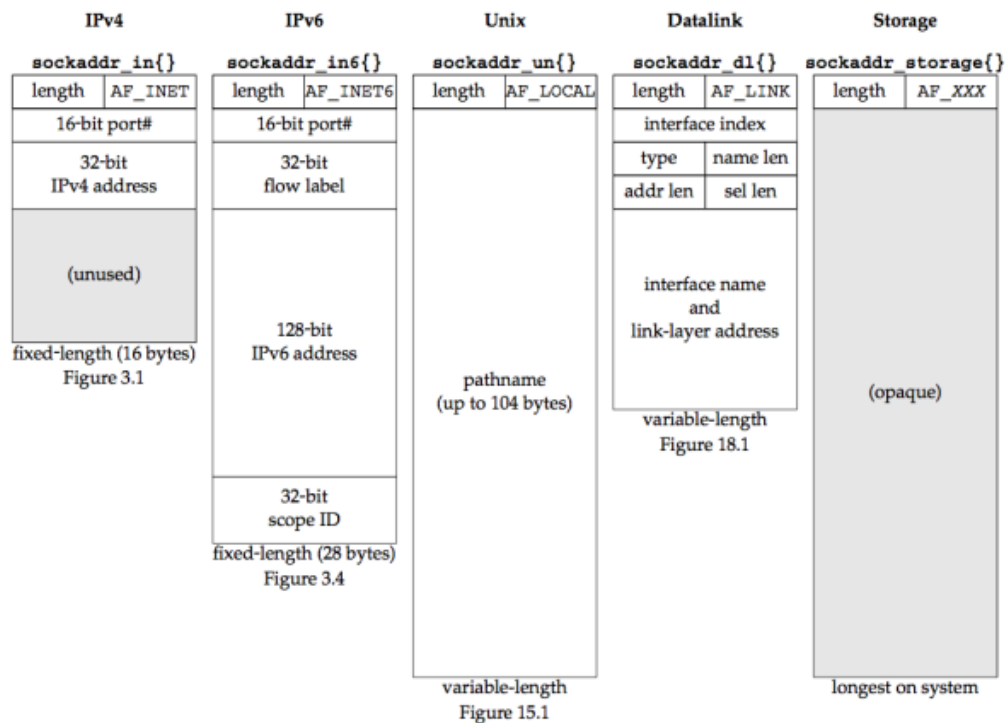 IPv4
sockaddr_in{}
length AF_INET
16-bit port#
32-bit
IPv4 address
(unused)
fixed-length (16 bytes)
Figure 3.1
IPv6
sockaddr_in6{}
length AF_INET6
16-bit port#
32-bit
flow label
128-bit
IPv6 address
32-bit
scope ID
fixed-length (28 bytes)
Figure 3.4
Unix
sockaddr_un{}
length AF_LOCAL
pathname
(up to 104 bytes)
variable-length
Figure 15.1
Datalink
sockaddr_dl{}
length AF_LINK
interface index
type name len
addr len sel len
interface name
and
link-layer address
variable-length
Figure 18.1
Storage
sockaddr_storage{}
length AF_XXX
(opaque)
longest on system